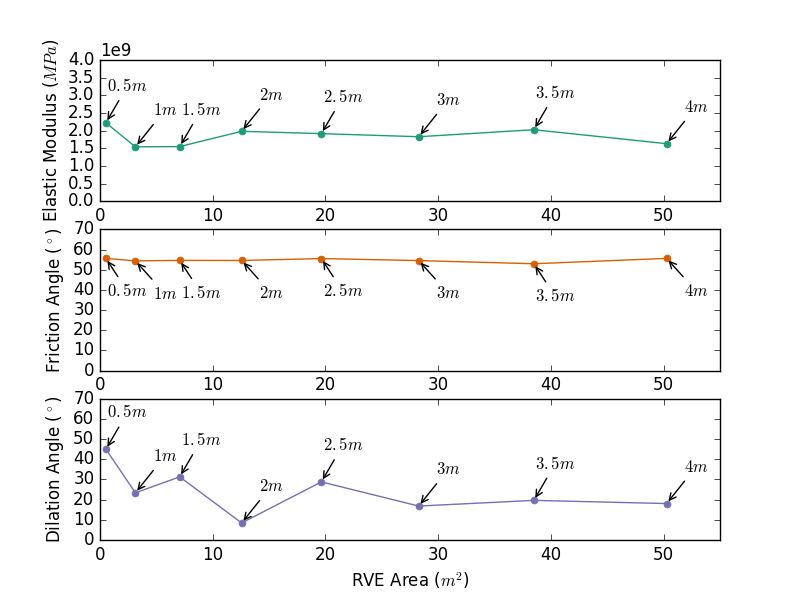 1e9
Elastic Modulus (MPa)
4.0
3.5
3.0
2.5
2.0
1.5
1.0
0.5
0.0
0.5m
1m
1.5m
2m
2.5m
3m
3.5m
4m
0 10 20 30 40 50
Friction Angle (°)
70
60
50
40
30
20
10
0
0.5m
1m
1.5m
2m
2.5m
3m
3.5m
4m
0 10 20 30 40 50
Dilation Angle (°)
70
60
50
40
30
20
10
0
0.5m
1m
1.5m
2m
2.5m
3m
3.5m
4m
0 10 20 30 40 50
RVE Area (m²)